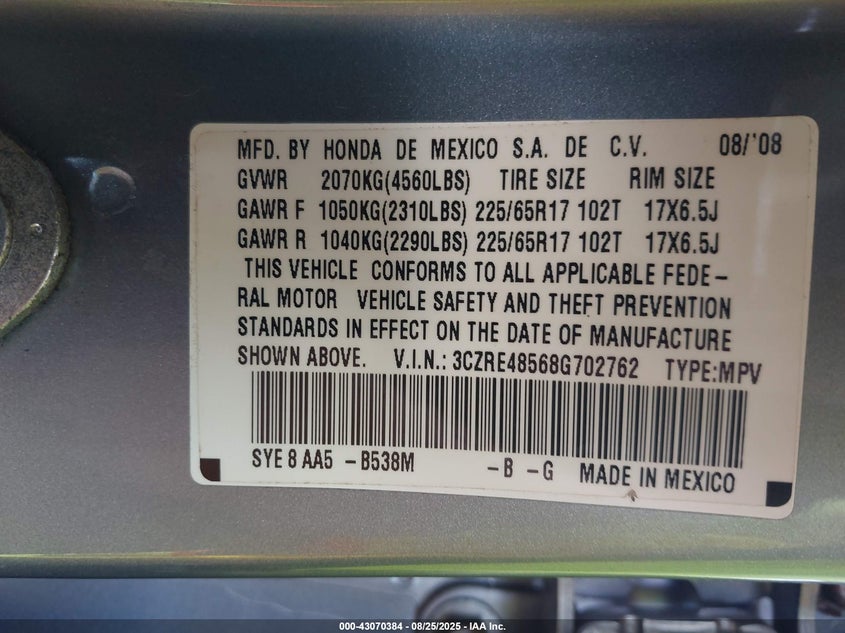 MFD. BY HONDA DE MEXICO S.A. DE C.V. 08/'08
GVWR 2070KG(4560LBS) TIRE SIZE RIM SIZE
GAWR F 1050KG(2310LBS) 225/65R17 102T 17X6.5J
GAWR R 1040KG(2290LBS) 225/65R17 102T 17X6.5J
THIS VEHICLE CONFORMS TO ALL APPLICABLE FEDE-
RAL MOTOR VEHICLE SAFETY AND THEFT PREVENTION
STANDARDS IN EFFECT ON THE DATE OF MANUFACTURE
SHOWN ABOVE. V.I.N.: 3CZRE48568G702762 TYPE:MPV
SYE 8 AA5 -B538M -B -G MADE IN MEXICO
000-43070384 - 08/25/2025 - IAA Inc.